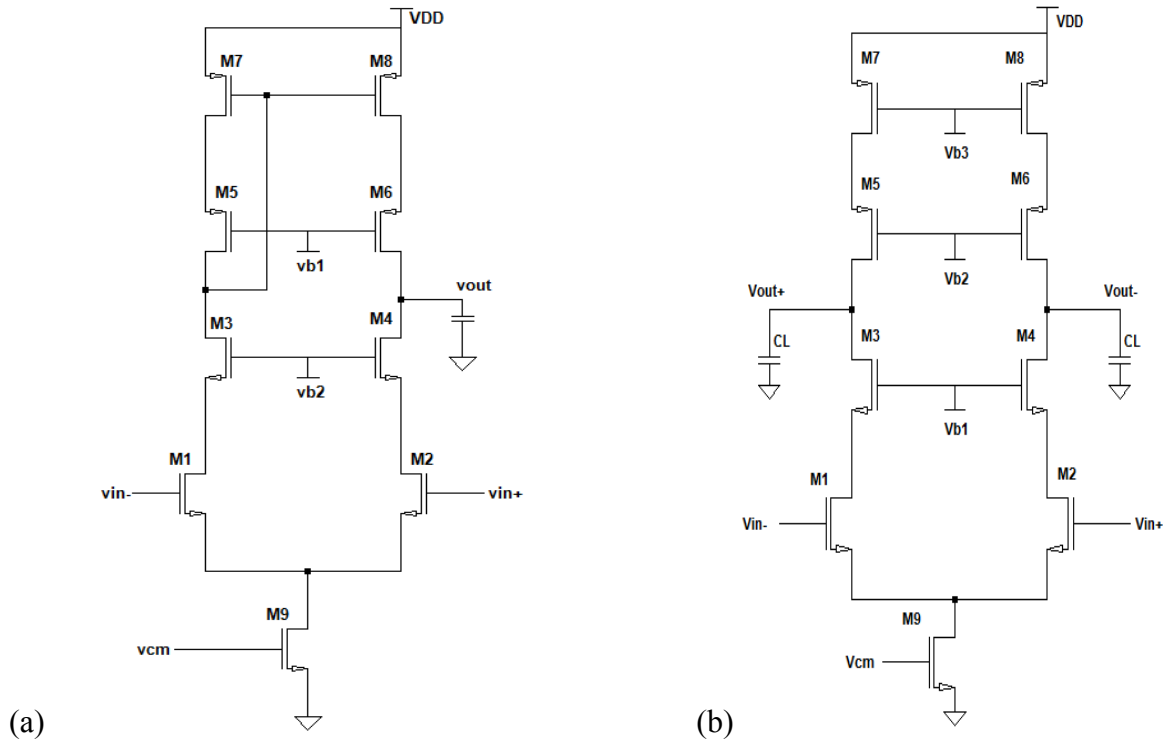 VDD
M7
M8
M5
M6
vb1
vout
M3
M4
vb2
M1
M2
vin-
vin+
M9
vcm
(a)
VDD
M7
M8
Vb3
M5
M6
Vb2
Vout+
Vout-
CL
M3
M4
CL
Vb1
M1
M2
Vin-
Vin+
M9
Vcm
(b)